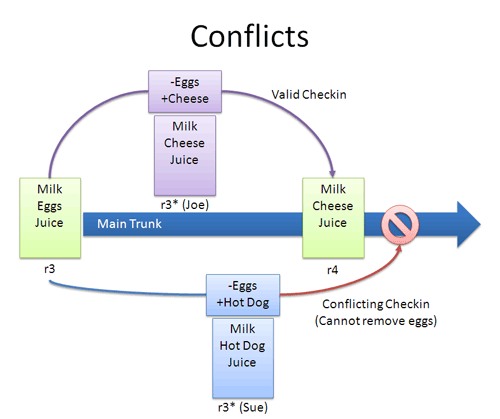 Conflicts
-Eggs
+Cheese
Valid Checkin
Milk
Cheese
Juice
r3* (Joe)
Milk
Eggs
Juice
r3
Main Trunk
Milk
Cheese
Juice
r4
-Eggs
+Hot Dog
Conflicting Checkin
(Cannot remove eggs)
Milk
Hot Dog
Juice
r3* (Sue)